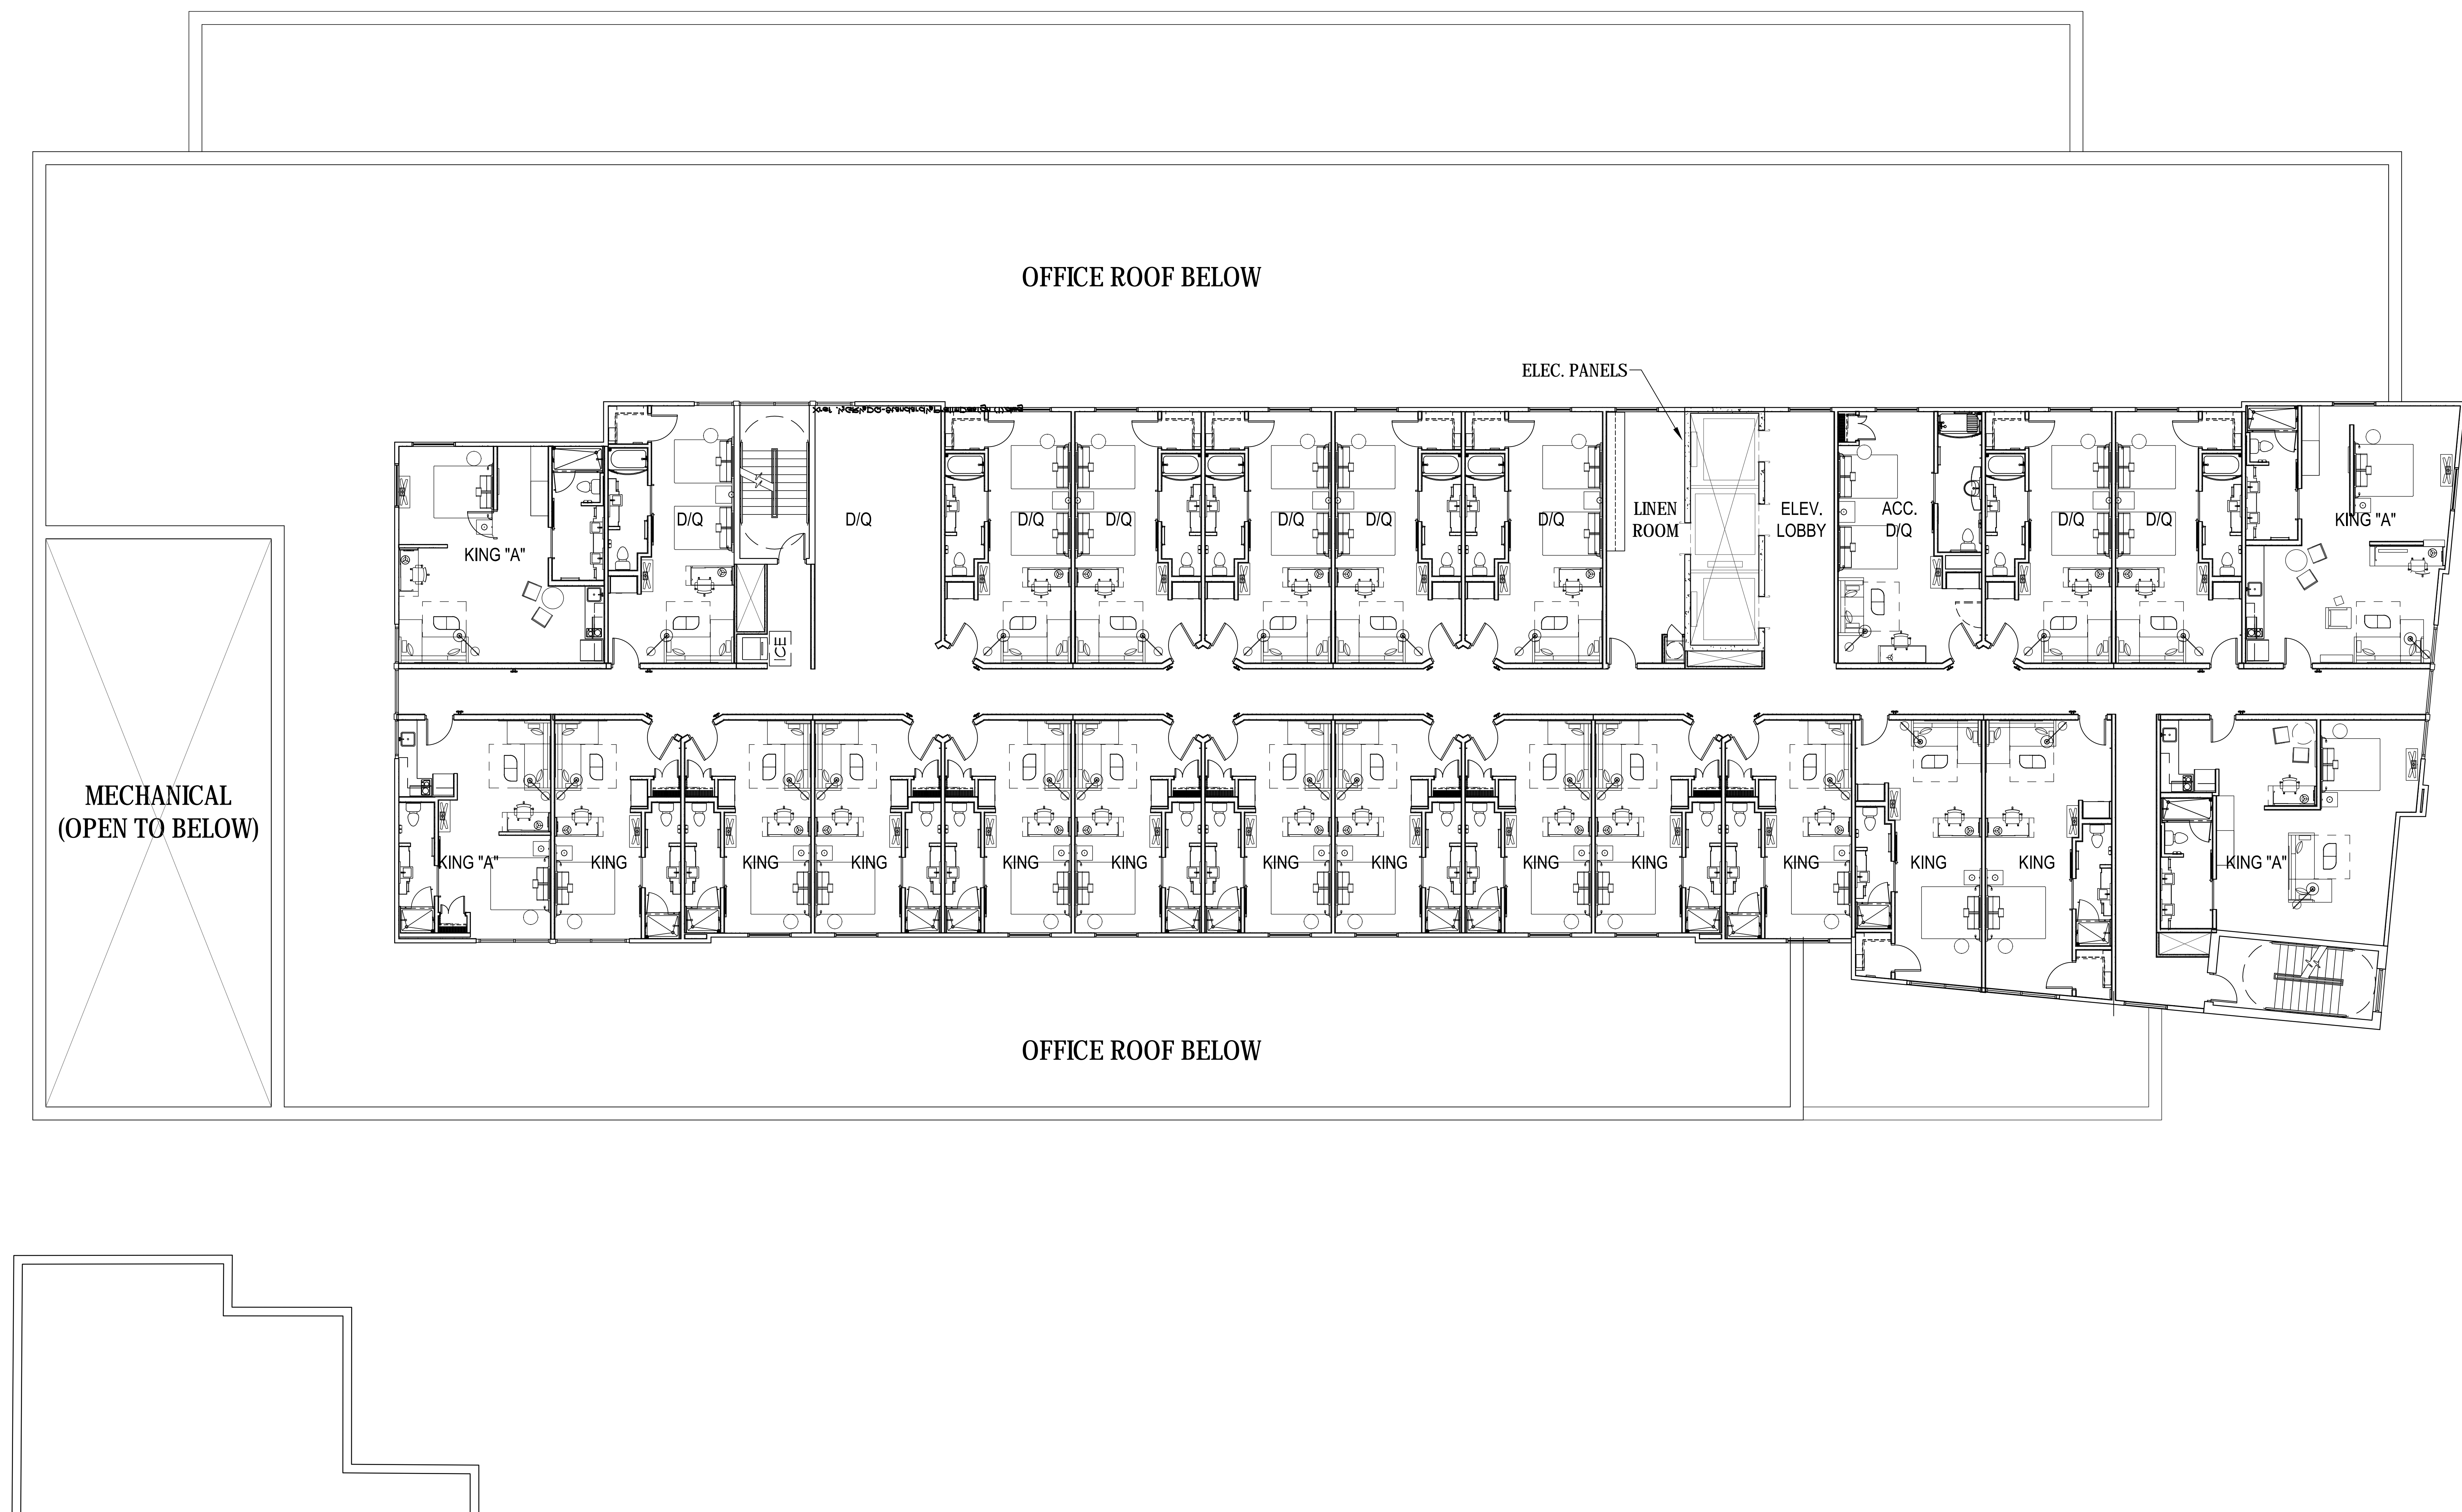 OFFICE ROOF BELOW
ELEC. PANELS
D/Q
D/Q
D/Q
D/Q
D/Q
D/Q
D/Q
LINEN
ROOM
ELEV.
LOBBY
ACC.
D/Q
D/Q
D/Q
KING "A"
KING "A"
ICE
MECHANICAL
(OPEN TO BELOW)
KING "A"
KING
KING
KING
KING
KING
KING
KING
KING
KING
KING
KING
KING
KING "A"
OFFICE ROOF BELOW